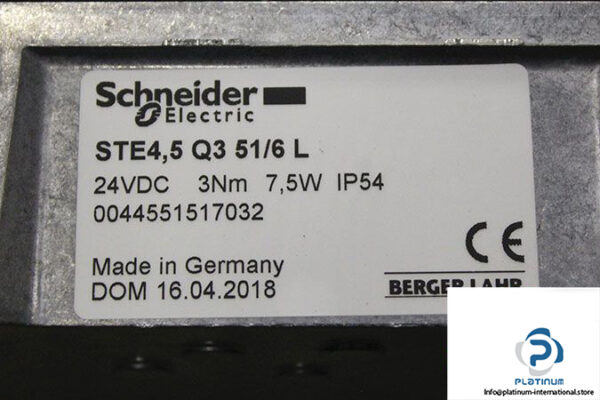 Schneider
Electric
STE4,5 Q3 51/6 L
24VDC 3Nm 7,5W IP54
0044551517032
CE
Made in Germany
DOM 16.04.2018
BERGER LAHR
PLATINUM
Info@platinum-international.store